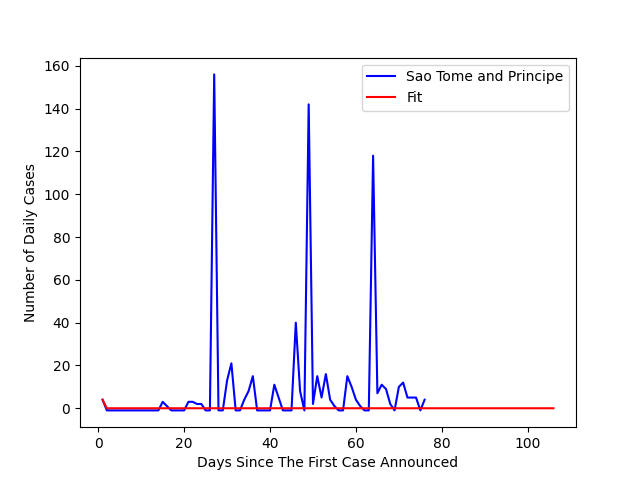 Sao Tome and Principe
Fit
160
140
120
100
80
60
40
20
0
Number of Daily Cases
0 20 40 60 80 100
Days Since The First Case Announced